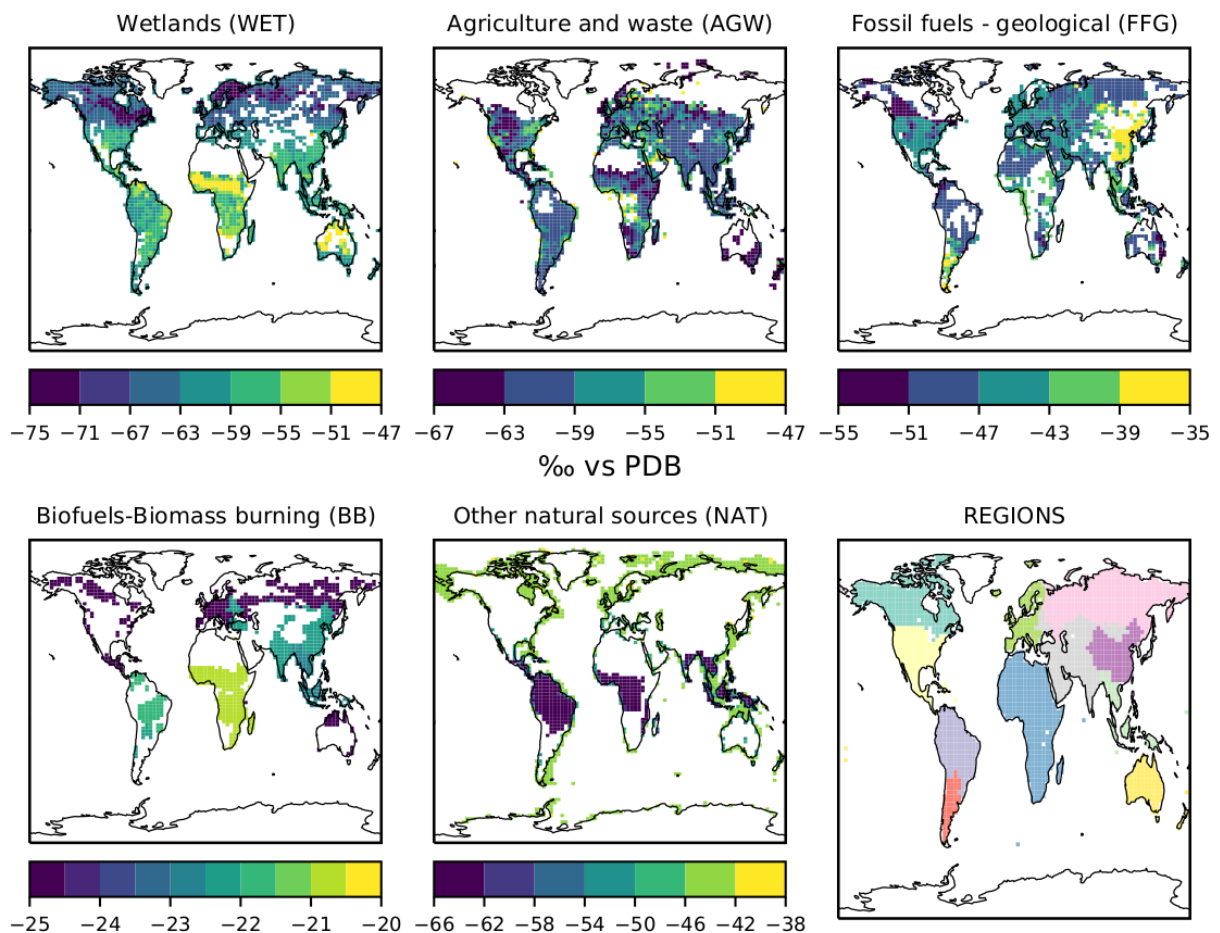 Wetlands (WET)
Agriculture and waste (AGW)
Fossil fuels - geological (FFG)
−75 −71 −67 −63 −59 −55 −51 −47
−67 −63 −59 −55 −51 −47
−55 −51 −47 −43 −39 −35
‰ vs PDB
Biofuels-Biomass burning (BB)
Other natural sources (NAT)
REGIONS
−25 −24 −23 −22 −21 −20
−66 −62 −58 −54 −50 −46 −42 −38